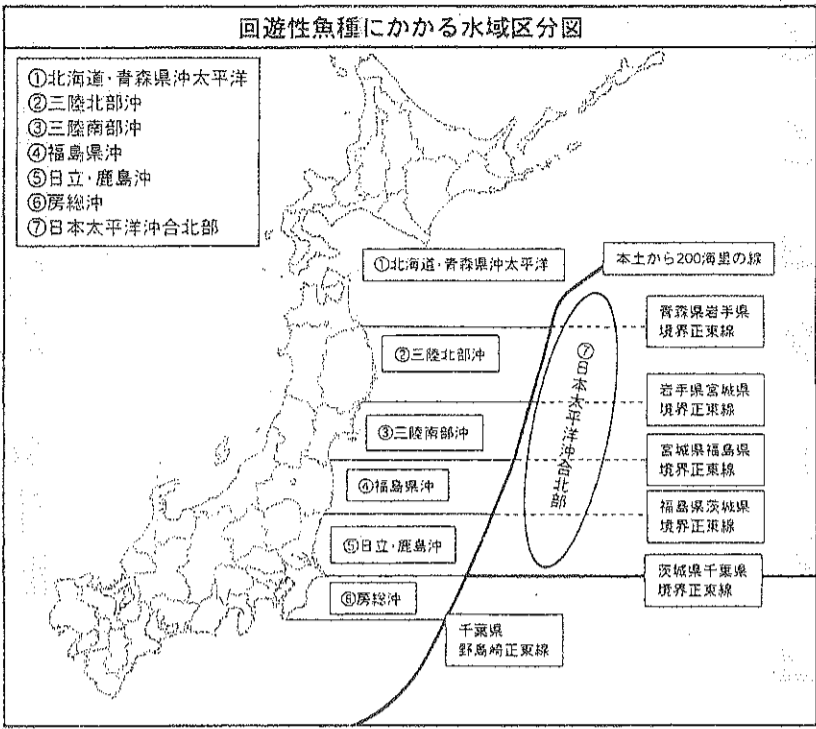 回遊性魚種にかかる水域区分図
①北海道・青森県沖太平洋
②三陸北部沖
③三陸南部沖
④福島県沖
⑤日立・鹿島沖
⑥房総沖
⑦日本太平洋沖合北部
①北海道・青森県沖太平洋
本土から200海里の線
青森県岩手県
境界正東線
②三陸北部沖
⑦日本太平洋沖合北部
岩手県宮城県
境界正東線
③三陸南部沖
宮城県福島県
境界正東線
④福島県沖
福島県茨城県
境界正東線
⑤日立・鹿島沖
茨城県千葉県
境界正東線
⑥房総沖
千葉県
野島崎正東線